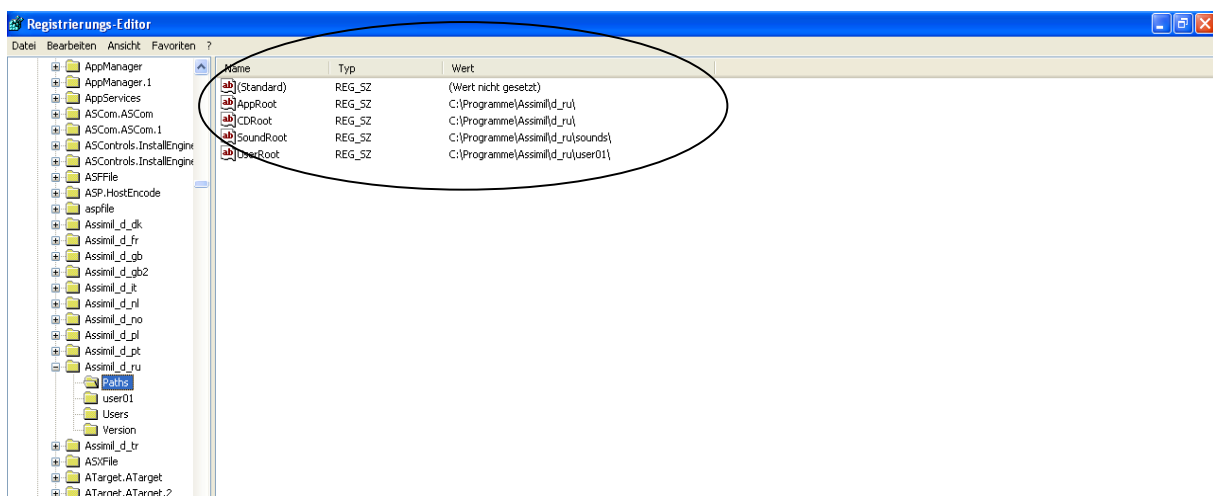 Registrierungs-Editor
Datei Bearbeiten Ansicht Favoriten ?
AppManager
AppManager.1
AppServices
ASCom.ASCom
ASCom.ASCom.1
ASControls.InstallEngine
ASControls.InstallEngine
ASFFile
ASP.HostEncode
aspfile
Assimil_d_dk
Assimil_d_fr
Assimil_d_gb
Assimil_d_gb2
Assimil_d_it
Assimil_d_nl
Assimil_d_no
Assimil_d_pl
Assimil_d_pt
Assimil_d_ru
Paths
user01
Users
Version
Assimil_d_tr
ASXFile
ATarget.ATarget
ATarget.ATarget.2
Name Typ Wert
(Standard) REG_SZ (Wert nicht gesetzt)
AppRoot REG_SZ C:\Programme\Assimil\d_ru\
CDRoot REG_SZ C:\Programme\Assimil\d_ru\
SoundRoot REG_SZ C:\Programme\Assimil\d_ru\sounds\
UserRoot REG_SZ C:\Programme\Assimil\d_ru\user01\